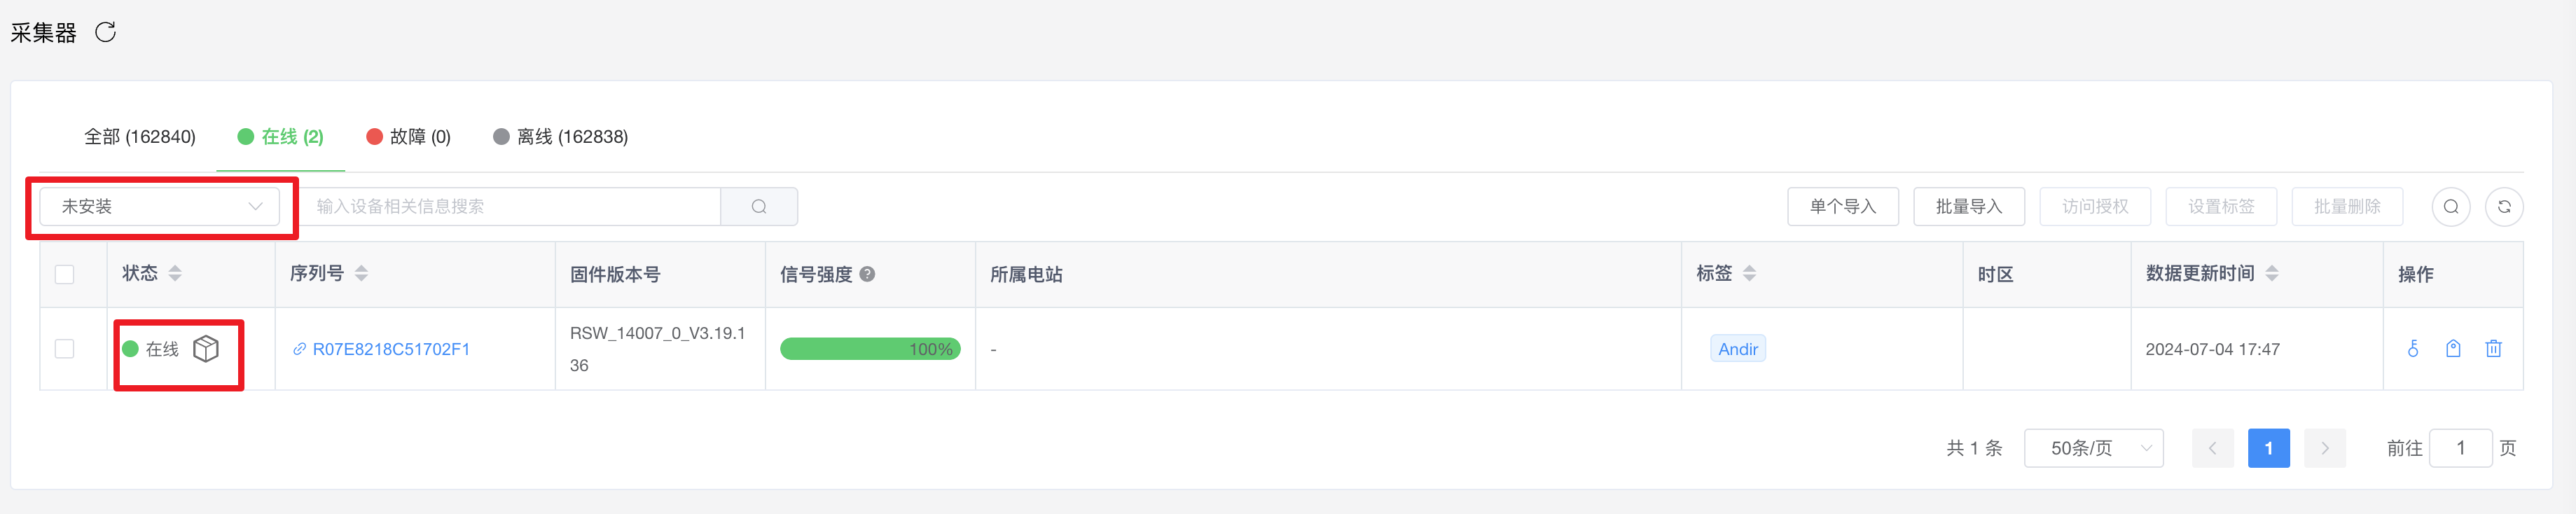 采集器
全部 (162840) 在线 (2) 故障 (0) 离线 (162838)
未安装 输入设备相关信息搜索 单个导入 批量导入 访问授权 设置标签 批量删除
状态 序列号 固件版本号 信号强度 ? 所属电站 标签 时区 数据更新时间 操作
在线 R07E8218C51702F1 RSW_14007_0_V3.19.1 100% - Andir 2024-07-04 17:47
36
共 1 条 50条/页 1 前往 1 页